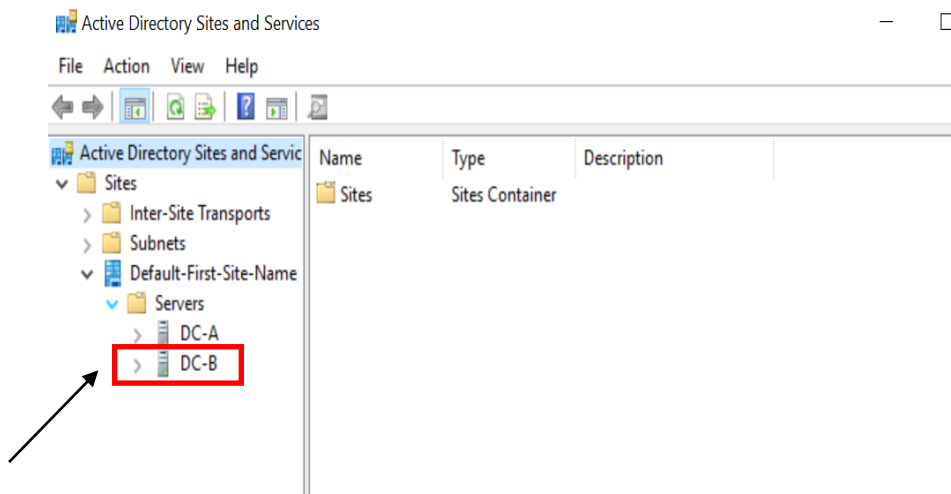 Active Directory Sites and Services
File Action View Help
Active Directory Sites and Servic
Name Type Description
Sites
Sites Sites Container
Inter-Site Transports
Subnets
Default-First-Site-Name
Servers
DC-A
DC-B